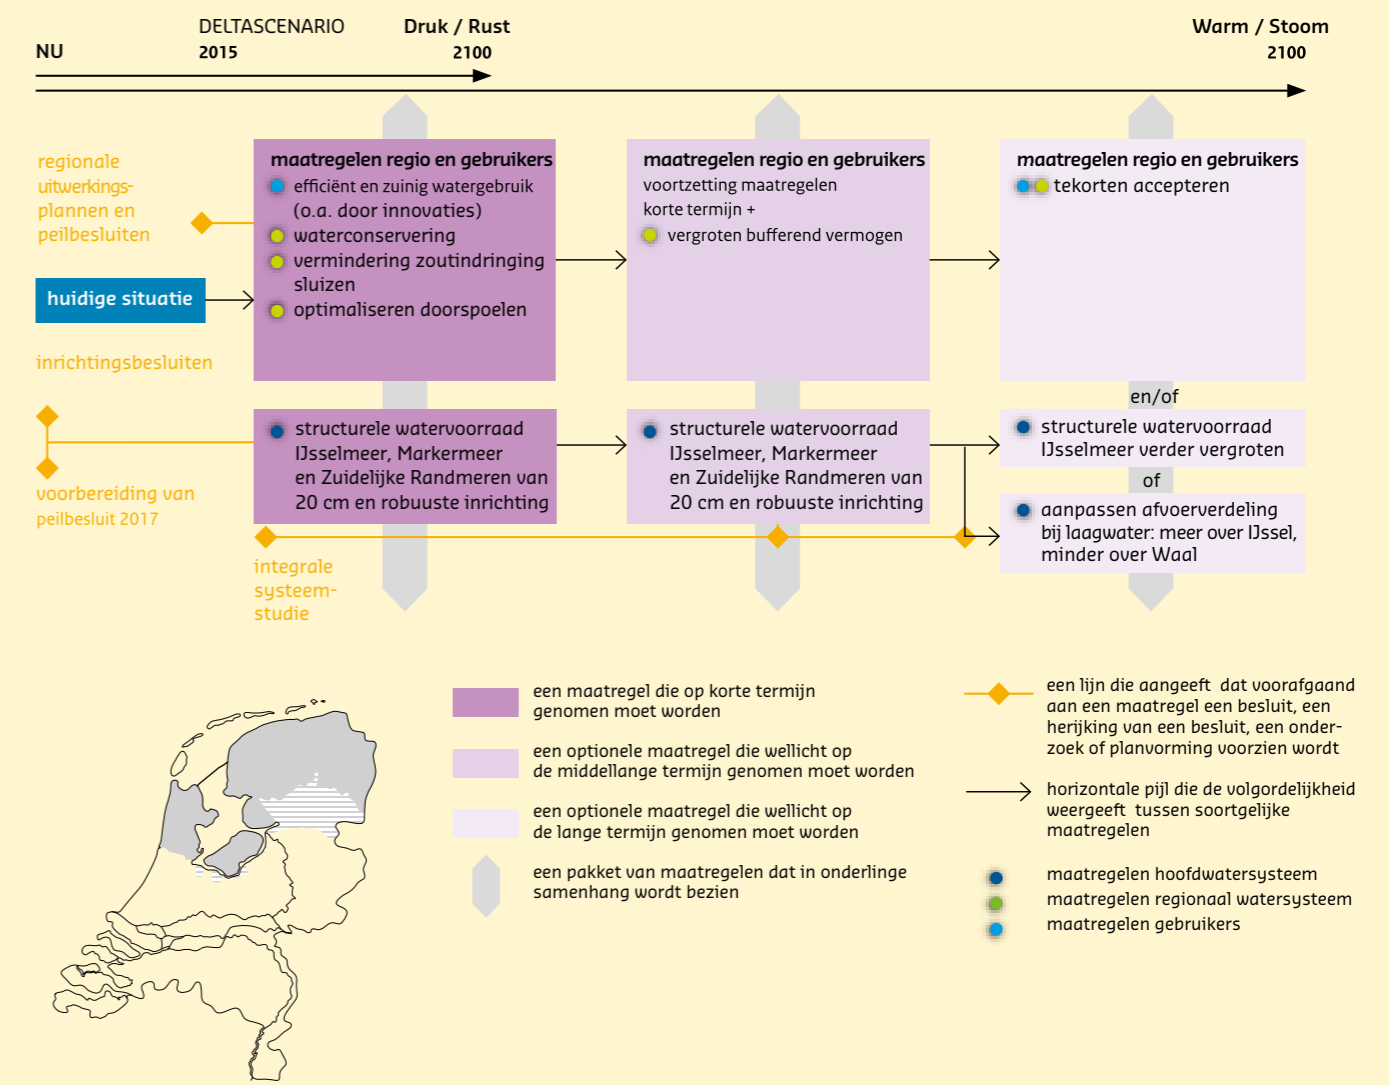 DELTASCENARIO
Druk / Rust
Warm / Stoom
NU
2015
2100
2100
regionale
uitwerkings-
plannen en
peilbesluiten
huidige situatie
inrichtingsbesluiten
voorbereiding van
peilbesluit 2017
maatregelen regio en gebruikers
efficiënt en zuinig watergebruik
(o.a. door innovaties)
waterconservering
vermindering zoutindringing
sluizen
optimaliseren doorspoelen
maatregelen regio en gebruikers
voortzetting maatregelen
korte termijn +
vergroten bufferend vermogen
maatregelen regio en gebruikers
tekorten accepteren
en/of
structurele watervoorraad
IJsselmeer, Markermeer
en Zuidelijke Randmeren van
20 cm en robuuste inrichting
structurele watervoorraad
IJsselmeer, Markermeer
en Zuidelijke Randmeren van
20 cm en robuuste inrichting
structurele watervoorraad
IJsselmeer verder vergroten
of
aanpassen afvoerverdeling
bij laagwater: meer over IJssel,
minder over Waal
integrale
systeem-
studie
een maatregel die op korte termijn
genomen moet worden
een optionele maatregel die wellicht op
de middellange termijn genomen moet worden
een optionele maatregel die wellicht op
de lange termijn genomen moet worden
een pakket van maatregelen dat in onderlinge
samenhang wordt bezien
een lijn die aangeeft dat voorafgaand
aan een maatregel een besluit, een
herijking van een besluit, een onder-
zoek of planvorming voorzien wordt
horizontale pijl die de volgordelijkheid
weergeeft tussen soortgelijke
maatregelen
maatregelen hoofdwatersysteem
maatregelen regionaal watersysteem
maatregelen gebruikers